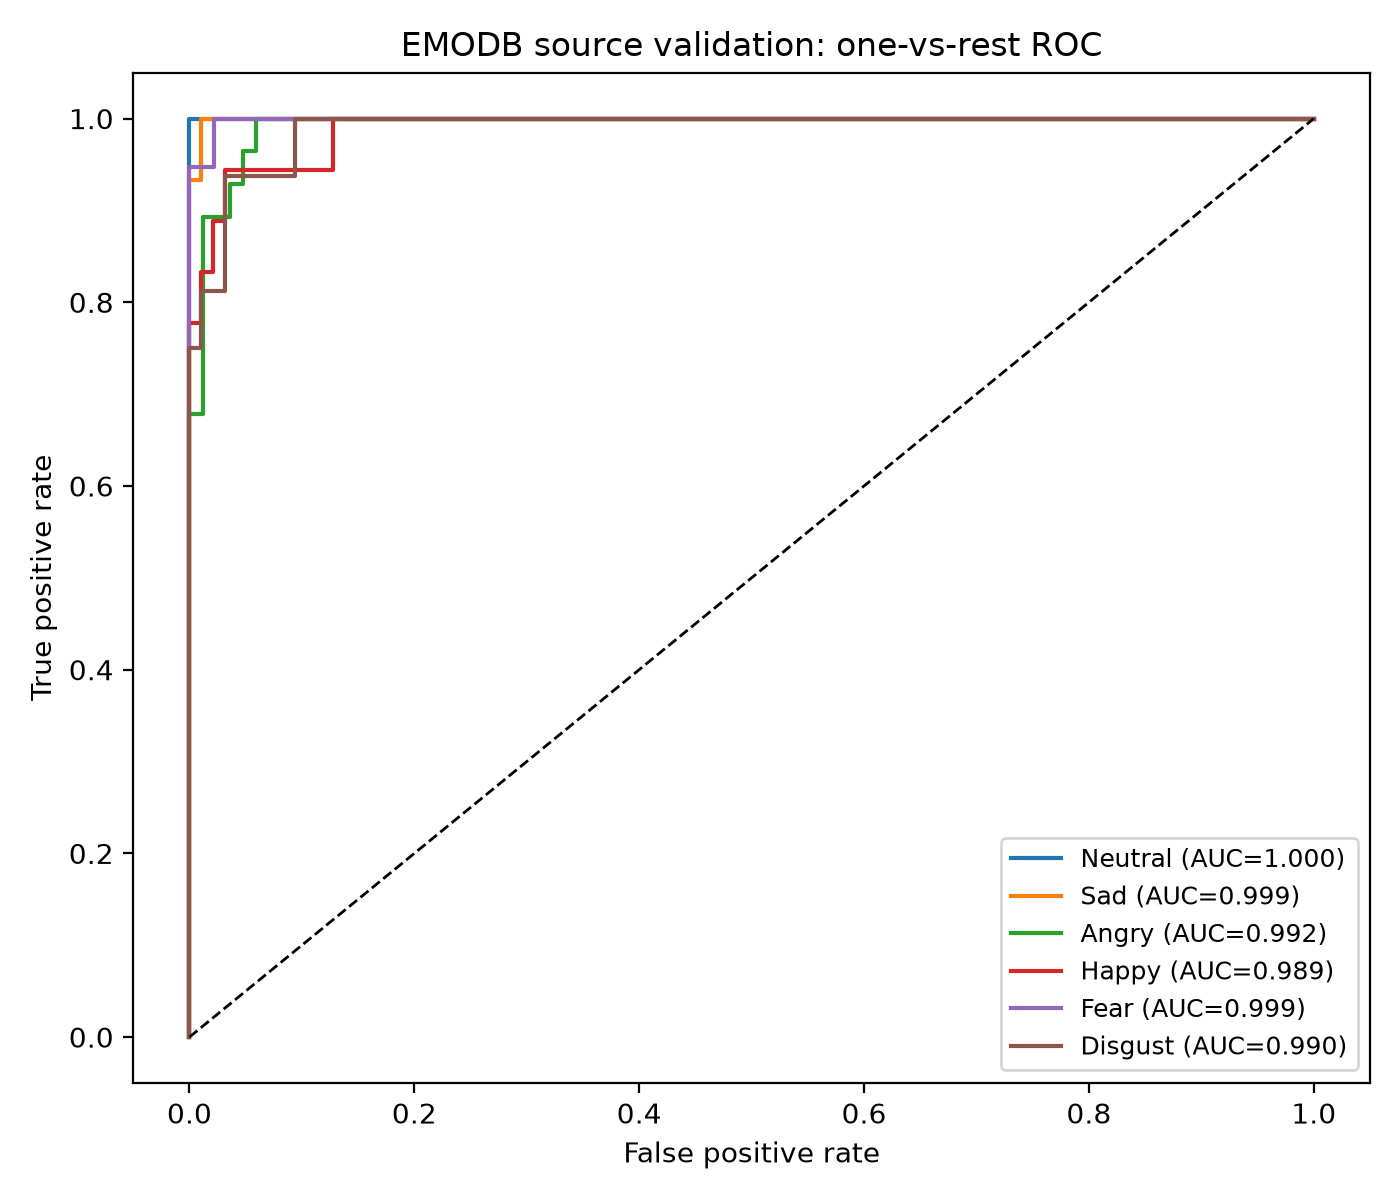 EMODB source validation: one-vs-rest ROC
True positive rate
1.0
0.8
0.6
0.4
0.2
0.0
0.0 0.2 0.4 0.6 0.8 1.0
False positive rate
Neutral (AUC=1.000)
Sad (AUC=0.999)
Angry (AUC=0.992)
Happy (AUC=0.989)
Fear (AUC=0.999)
Disgust (AUC=0.990)